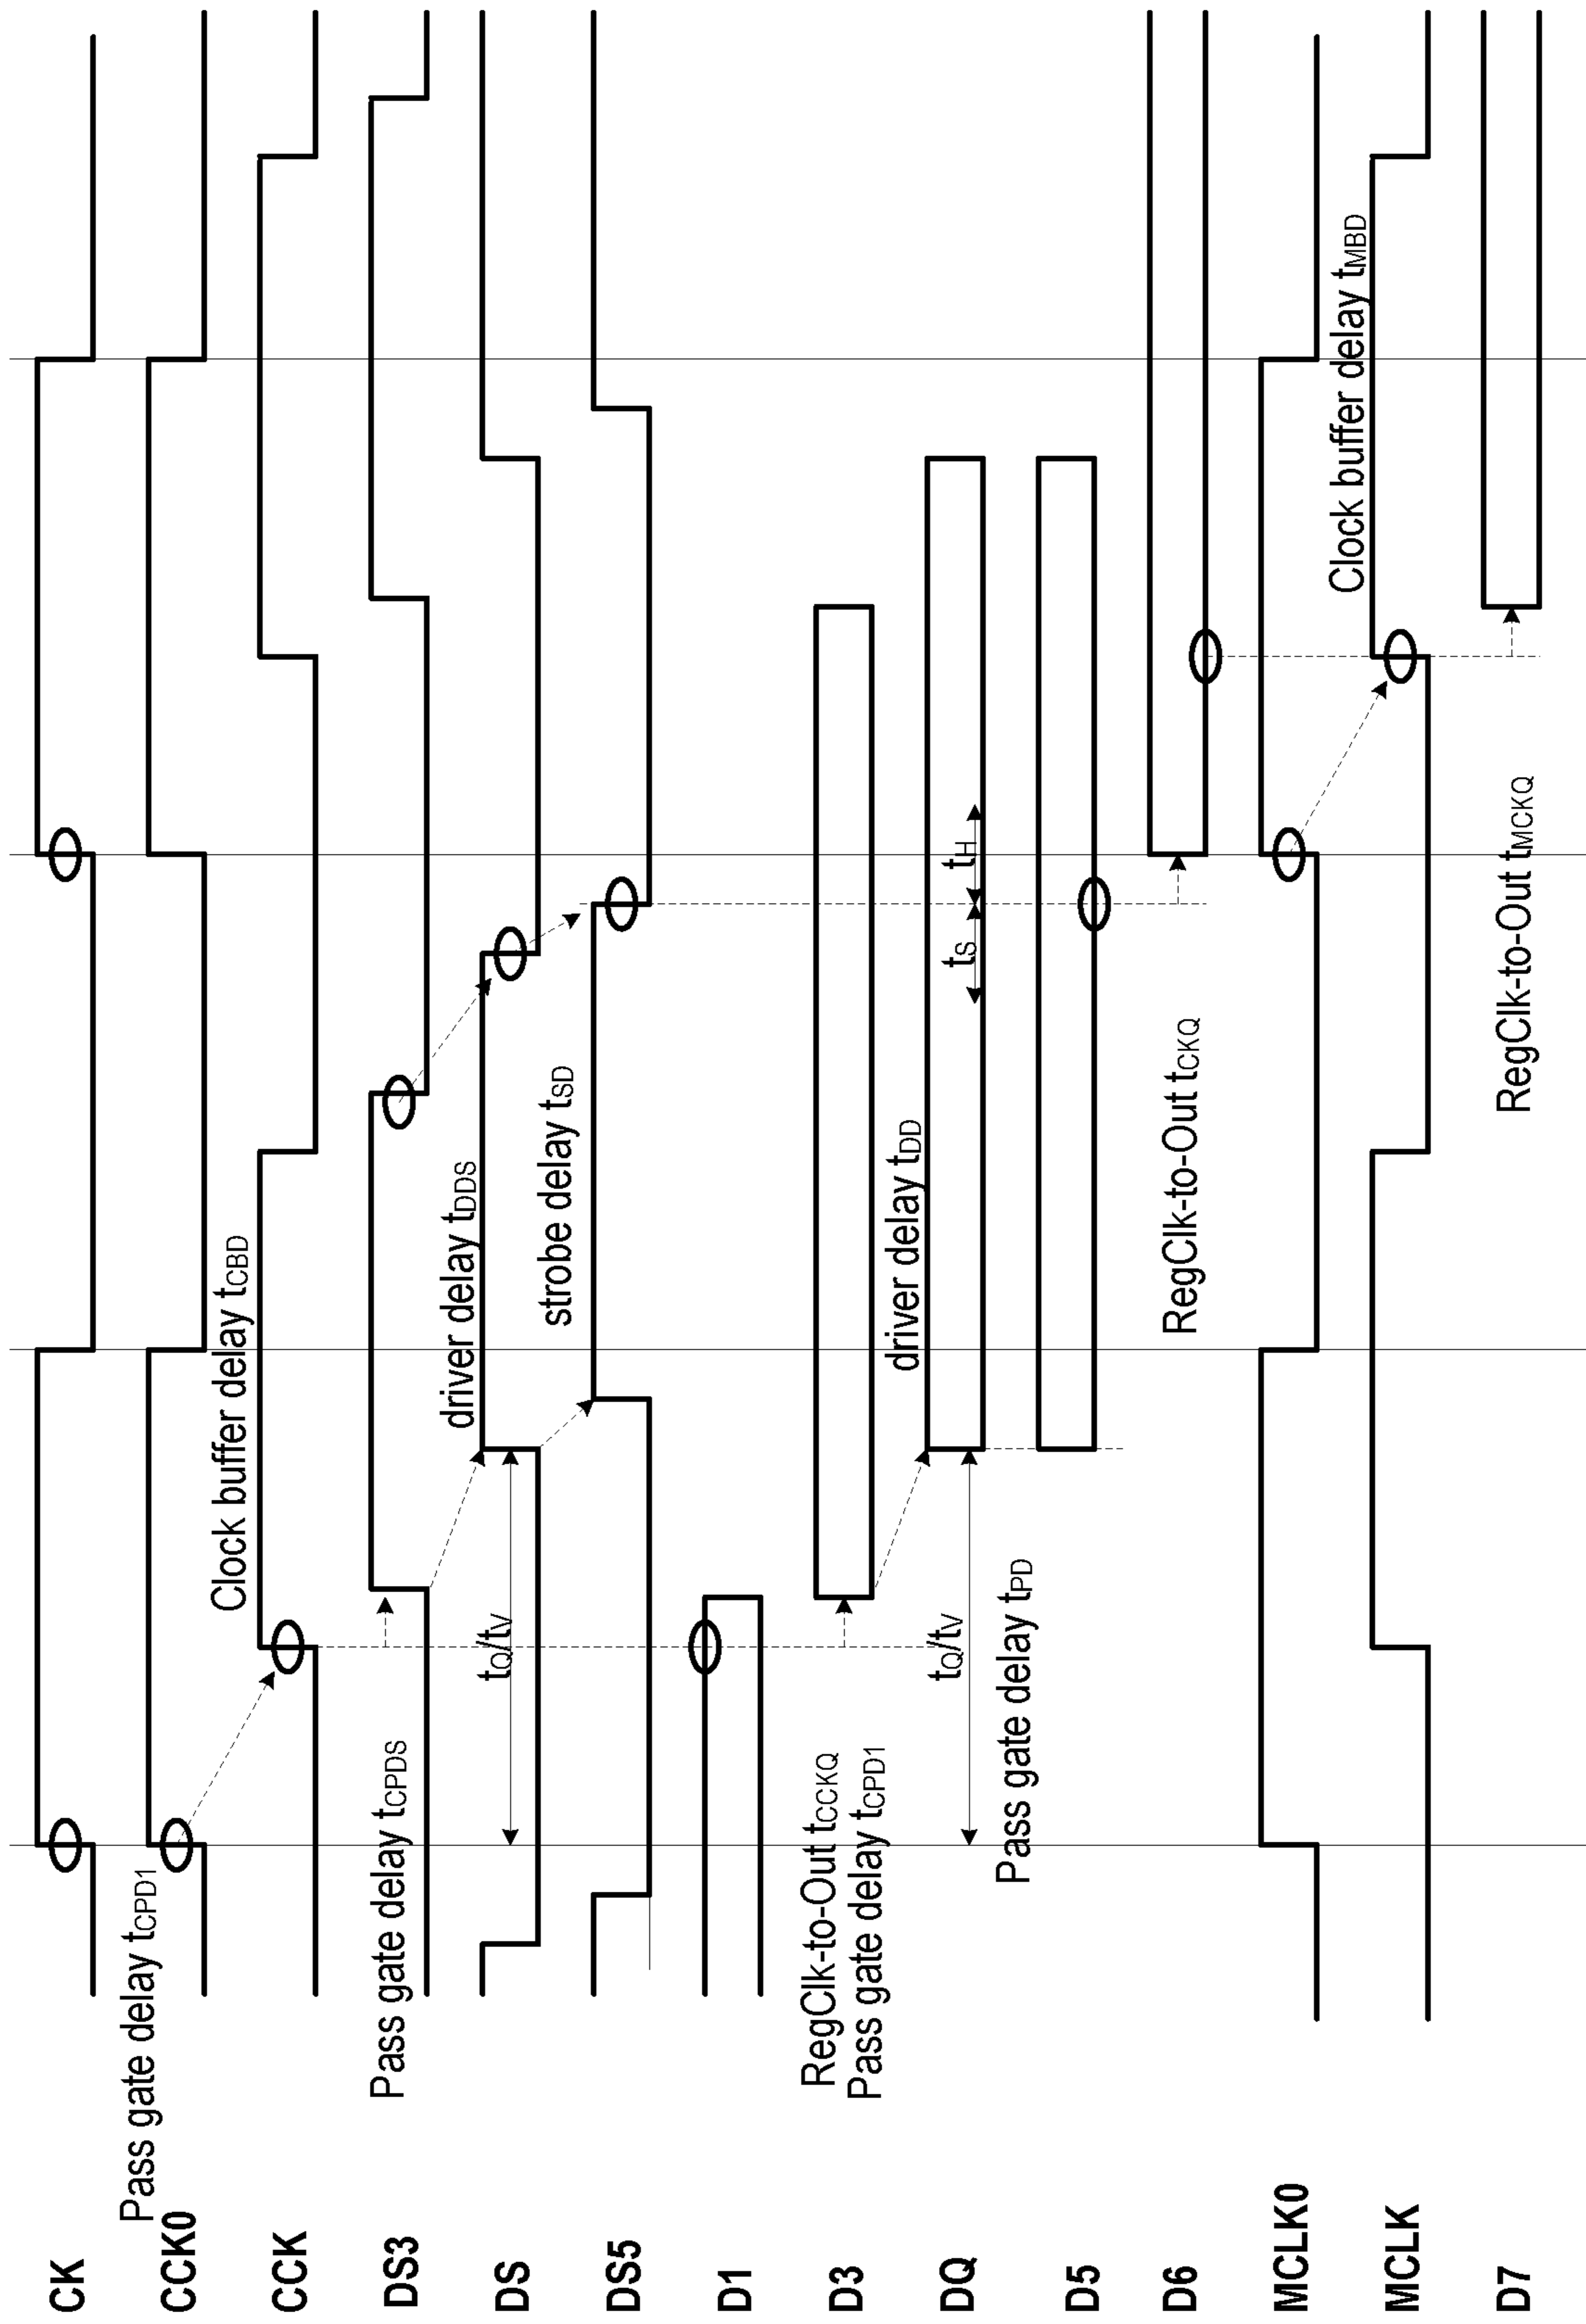 CK
Pass gate delay tCPD1
CCK0
Clock buffer delay tCBD
CCK
Pass gate delay tCPDS
DS3
driver delay tDDS
tQ/tV
DS
strobe delay tSD
DS5
D1
RegClk-to-Out tCCKQ
Pass gate delay tCPD1
D3
driver delay tDD
tQ/tV
tS
tH
DQ
Pass gate delay tPD
D5
RegClk-to-Out tCKQ
D6
MCLK0
Clock buffer delay tMBD
MCLK
RegClk-to-Out tMCKQ
D7